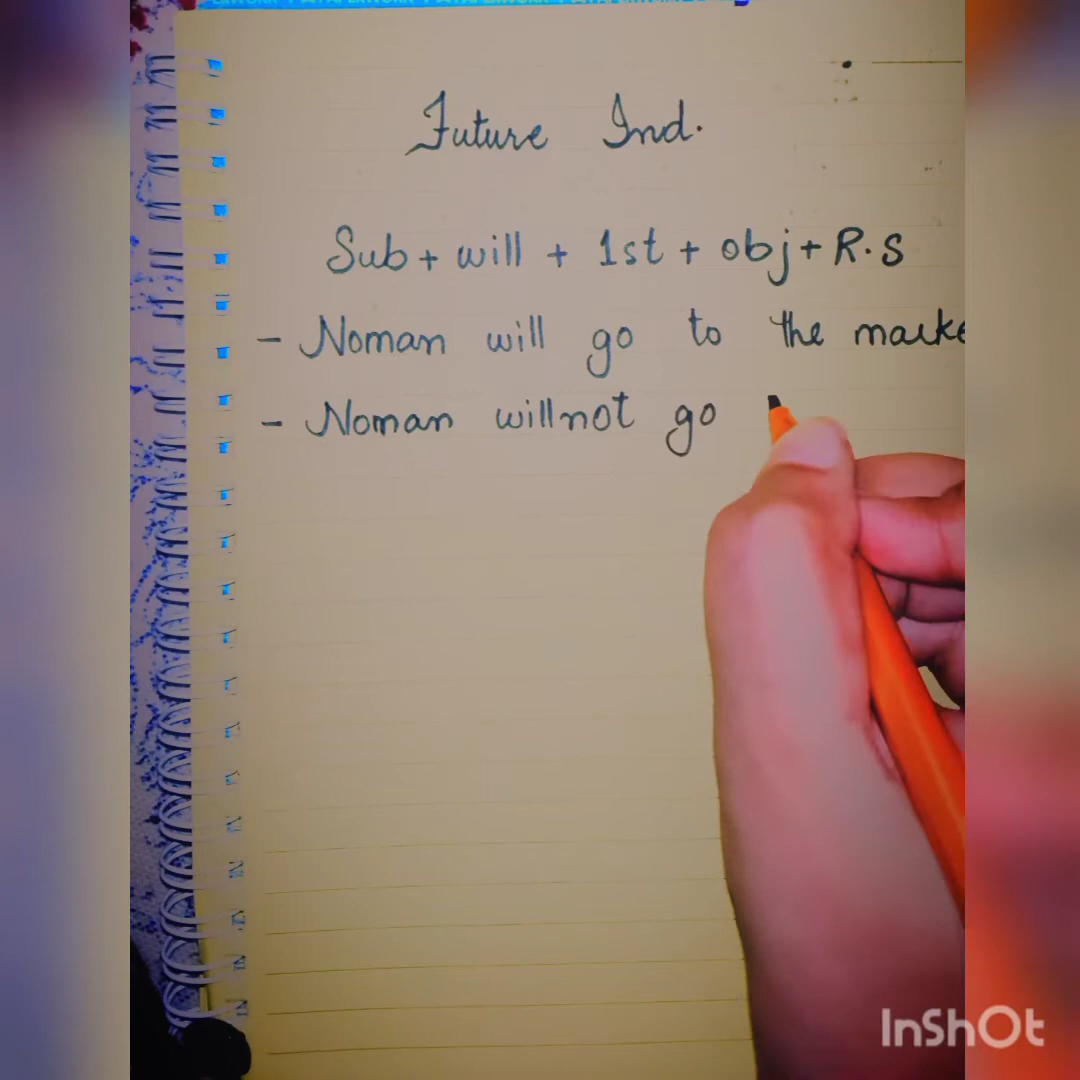 Future Ind.
Sub + will + 1st + obj + R.S
- Noman will go to the marke
- Noman willnot go
InShOt